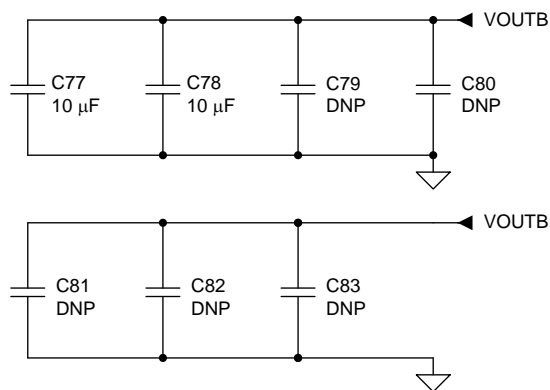 VOUTB
C77
10 μF
C78
10 μF
C79
DNP
C80
DNP
VOUTB
C81
DNP
C82
DNP
C83
DNP